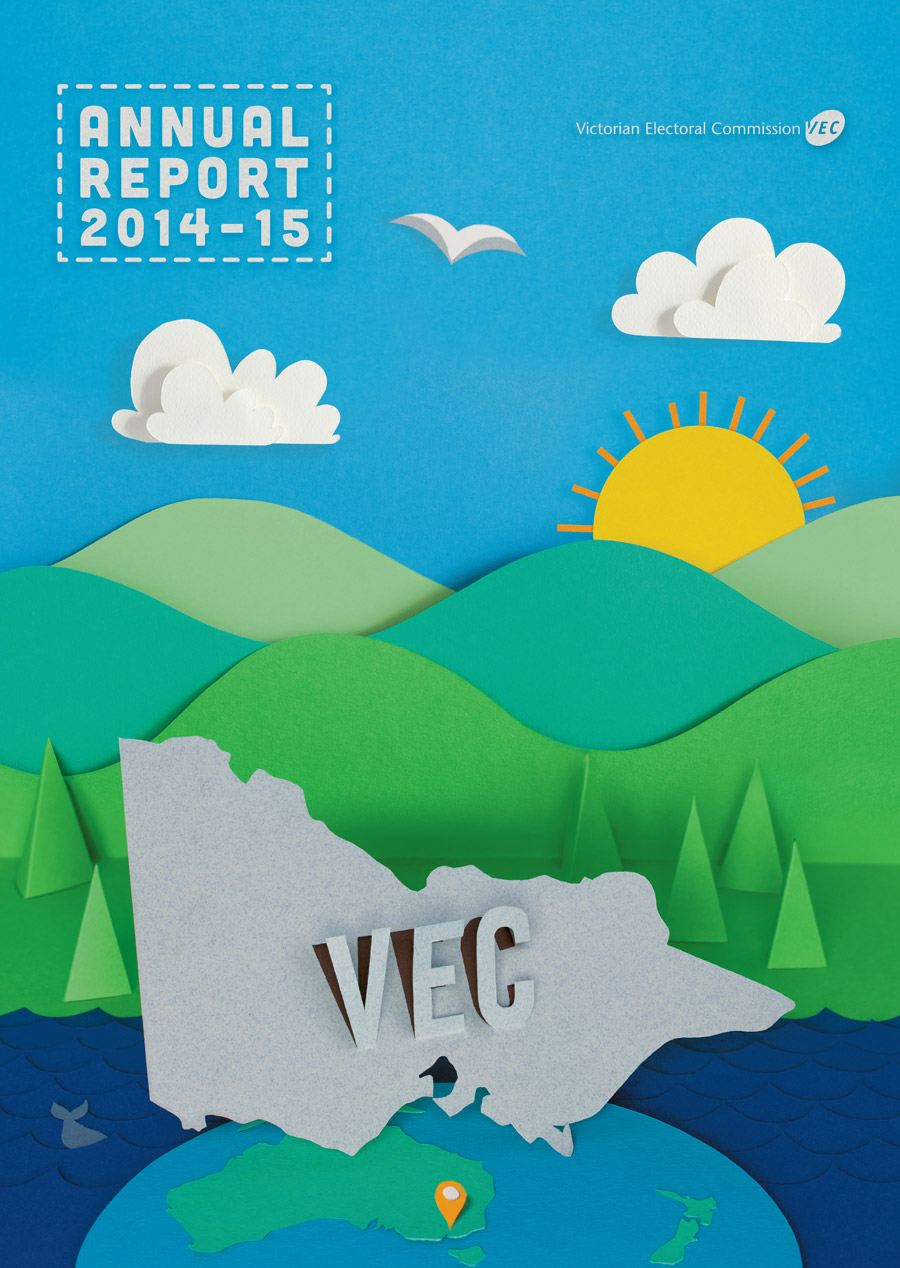 ANNUAL
REPORT
2014-15
Victorian Electoral Commission VEC
VEC